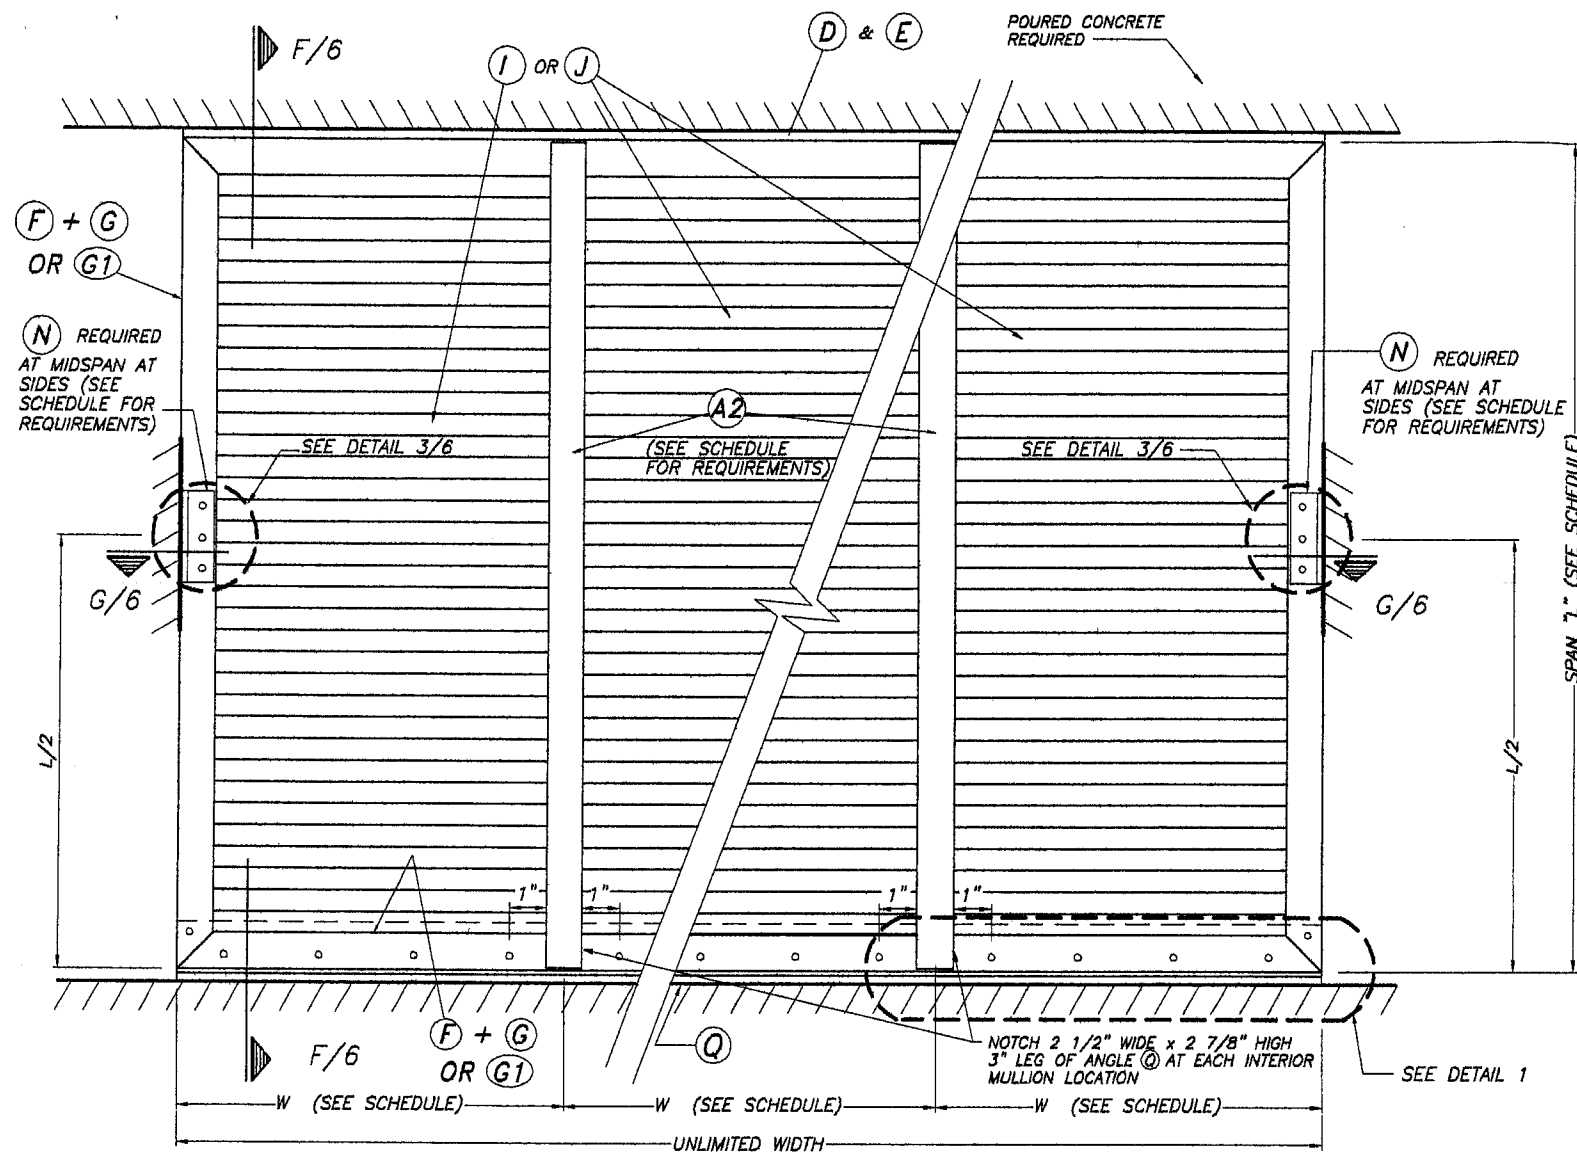 F/6
I OR J
D & E
POURED CONCRETE
REQUIRED
F + G
OR G1
N REQUIRED
AT MIDSPAN AT
SIDES (SEE
SCHEDULE FOR
REQUIREMENTS)
SEE DETAIL 3/6
A2
(SEE SCHEDULE
FOR REQUIREMENTS)
SEE DETAIL 3/6
N REQUIRED
AT MIDSPAN AT
SIDES (SEE SCHEDULE
FOR REQUIREMENTS)
SPAN "L" (SEE SCHEDULE)
G/6
G/6
L/2
L/2
1" 1" 1" 1"
F/6
F + G
OR G1
Q
NOTCH 2 1/2" WIDE x 2 7/8" HIGH
3" LEG OF ANGLE Q AT EACH INTERIOR
MULLION LOCATION
SEE DETAIL 1
W (SEE SCHEDULE) W (SEE SCHEDULE) W (SEE SCHEDULE)
UNLIMITED WIDTH